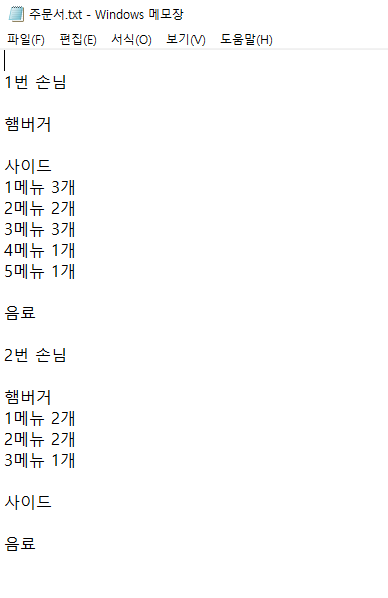 주문서.txt - Windows 메모장
파일(F) 편집(E) 서식(O) 보기(V) 도움말(H)
1번 손님
햄버거
사이드
1메뉴 3개
2메뉴 2개
3메뉴 3개
4메뉴 1개
5메뉴 1개
음료
2번 손님
햄버거
1메뉴 2개
2메뉴 2개
3메뉴 1개
사이드
음료